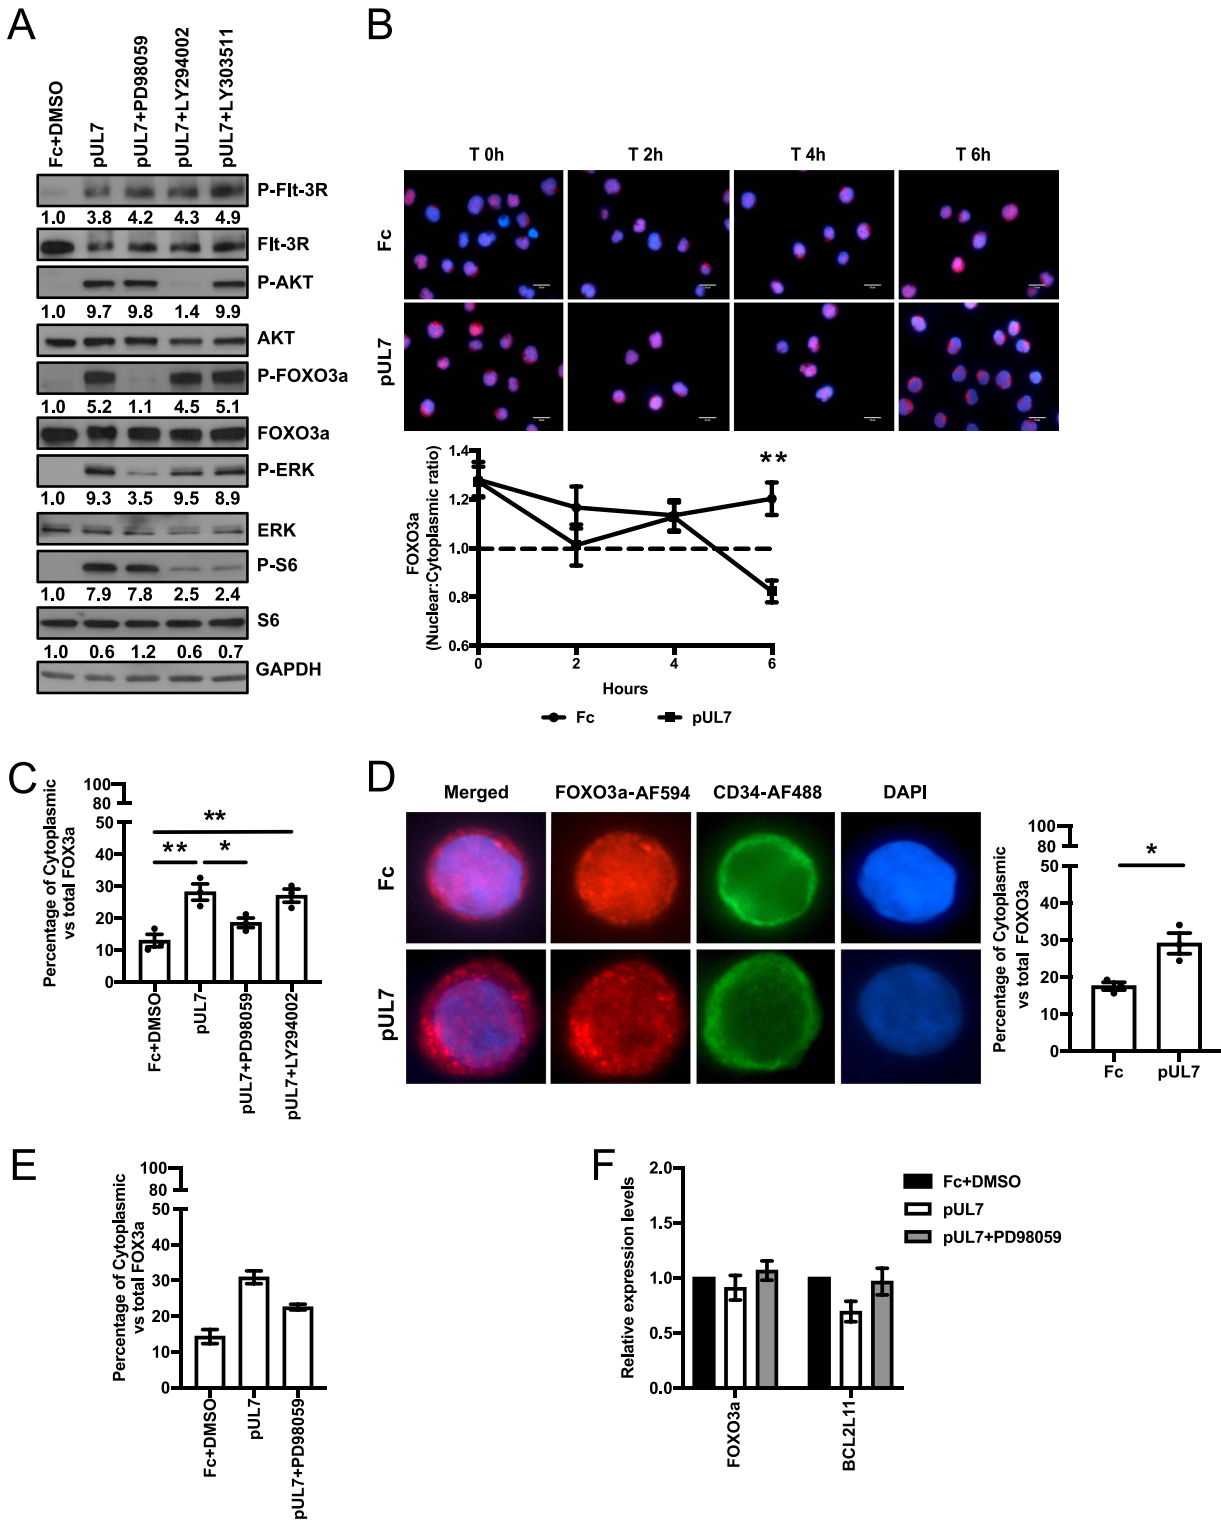 A
Fc+DMSO
pUL7
pUL7+PD98059
pUL7+LY294002
pUL7+LY303511
P-Flt-3R
1.0 3.8 4.2 4.3 4.9
Flt-3R
P-AKT
1.0 9.7 9.8 1.4 9.9
AKT
P-FOXO3a
1.0 5.2 1.1 4.5 5.1
FOXO3a
P-ERK
1.0 9.3 3.5 9.5 8.9
ERK
P-S6
1.0 7.9 7.8 2.5 2.4
S6
1.0 0.6 1.2 0.6 0.7
GAPDH
B
T 0h T 2h T 4h T 6h
Fc
pUL7
FOXO3a
(Nuclear:Cytoplasmic ratio)
1.4
1.2
1.0
0.8
0.6
**
0 2 4 6
Hours
Fc pUL7
C
Percentage of Cytoplasmic
vs total FOX3a
100
80
50
40
30
20
10
0
**
** *
Fc+DMSO
pUL7
pUL7+PD98059
pUL7+LY294002
D
Merged FOXO3a-AF594 CD34-AF488 DAPI
Fc
pUL7
Percentage of Cytoplasmic
vs total FOXO3a
100
80
50
40
30
20
10
0
*
Fc pUL7
E
Percentage of Cytoplasmic
vs total FOX3a
100
80
50
40
30
20
10
0
Fc+DMSO
pUL7
pUL7+PD98059
F
Relative expression levels
2.0
1.5
1.0
0.5
0.0
FOXO3a
BCL2L11
Fc+DMSO
pUL7
pUL7+PD98059